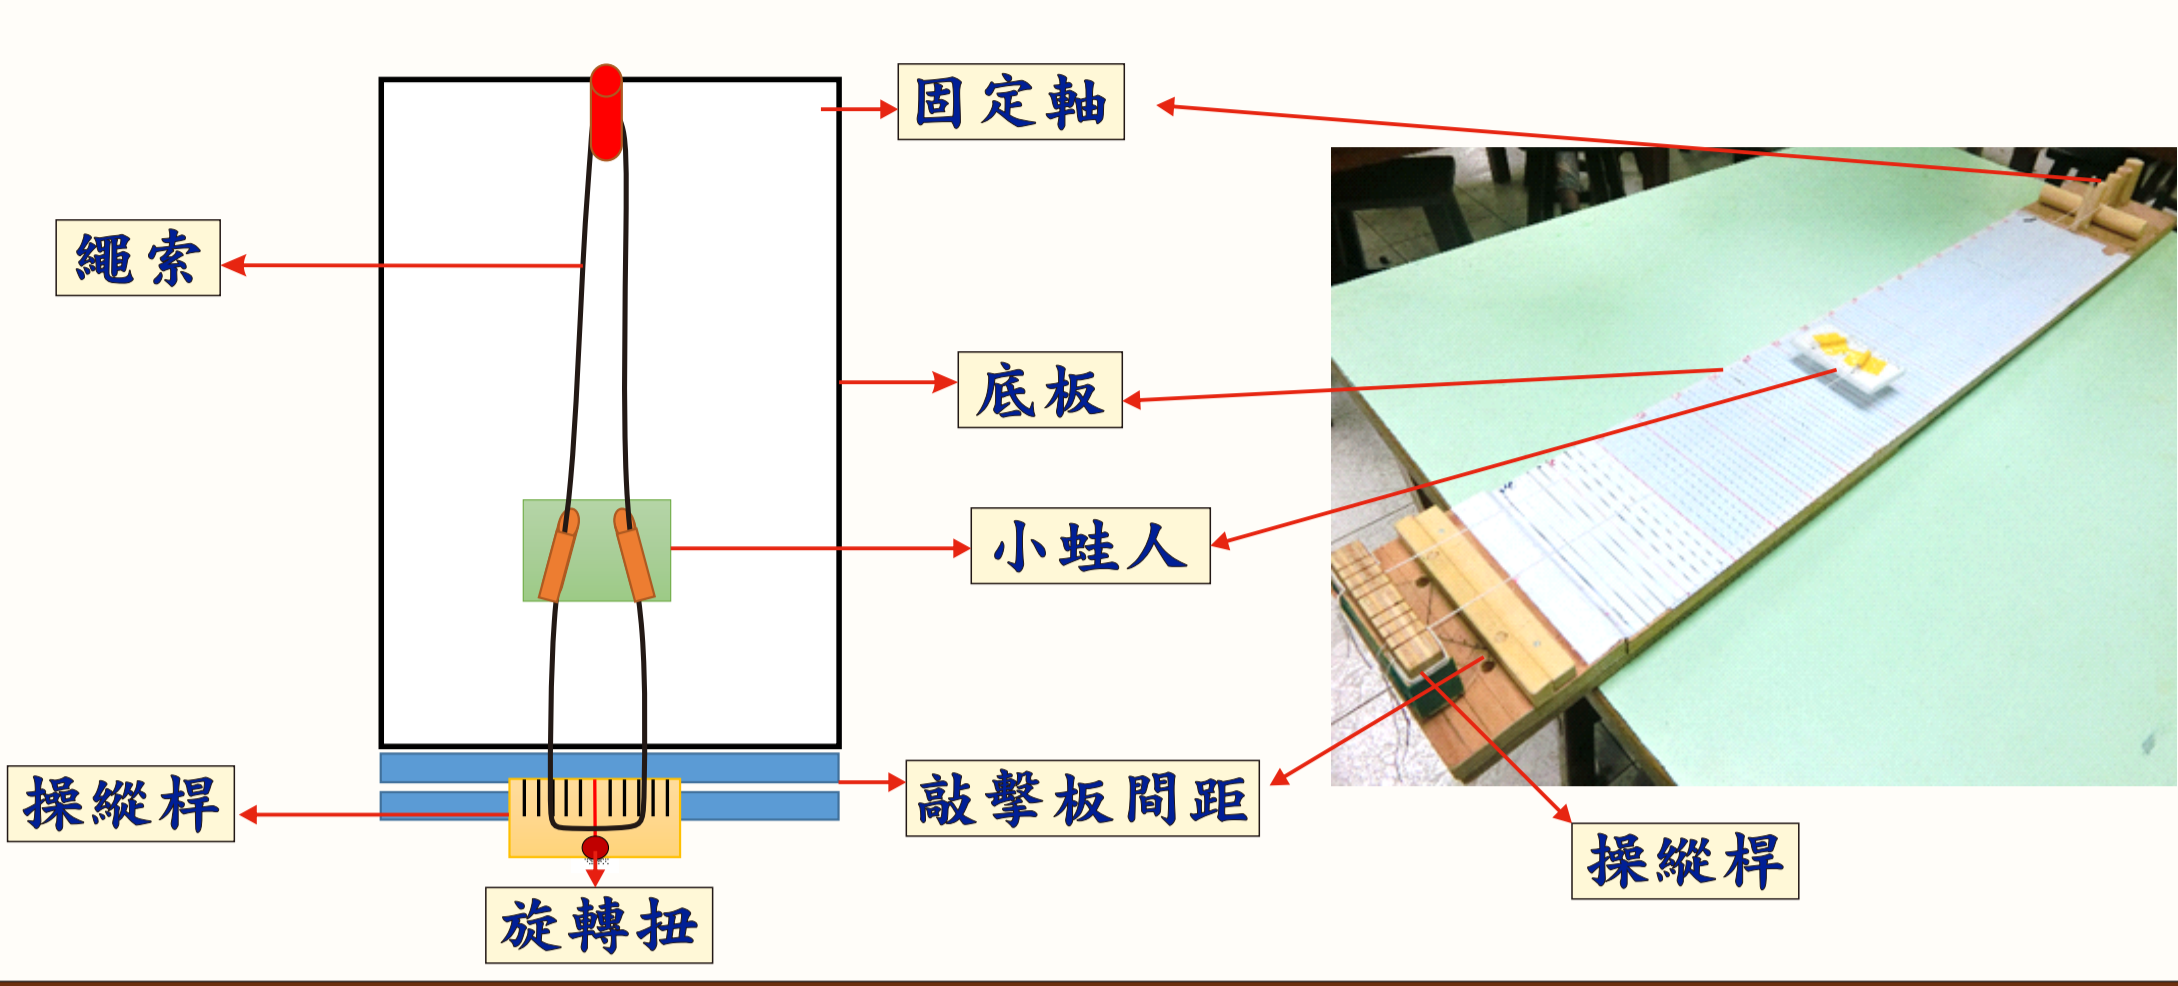 固定軸
繩索
底板
小蛙人
操縱桿
敲擊板間距
操縱桿
旋轉扭